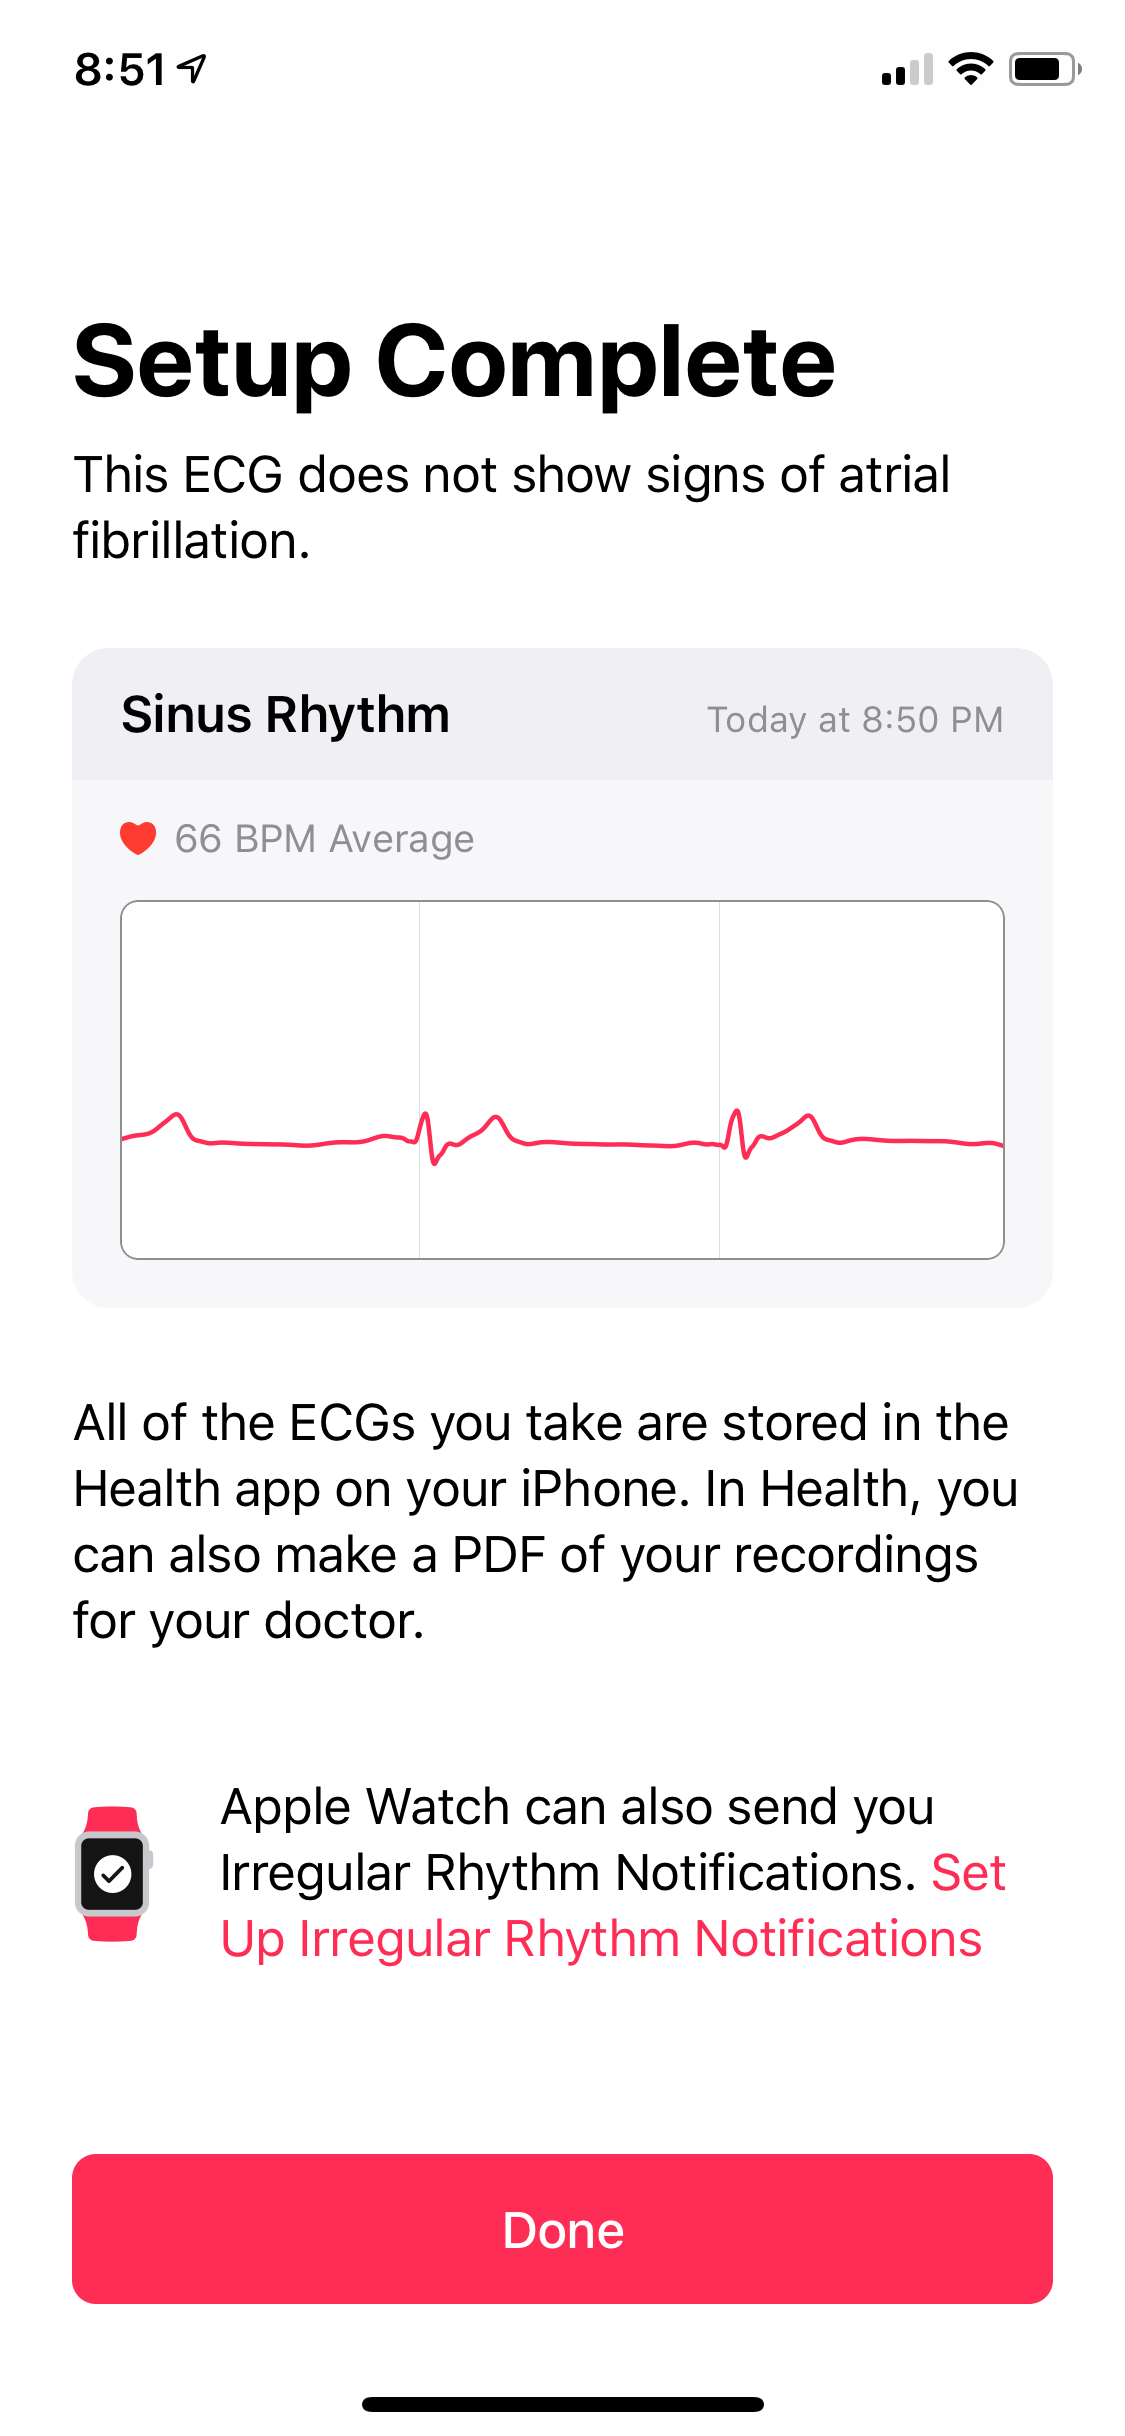 8:51
Setup Complete
This ECG does not show signs of atrial
fibrillation.
Sinus Rhythm
Today at 8:50 PM
66 BPM Average
All of the ECGs you take are stored in the
Health app on your iPhone. In Health, you
can also make a PDF of your recordings
for your doctor.
Apple Watch can also send you
Irregular Rhythm Notifications. Set
Up Irregular Rhythm Notifications
Done